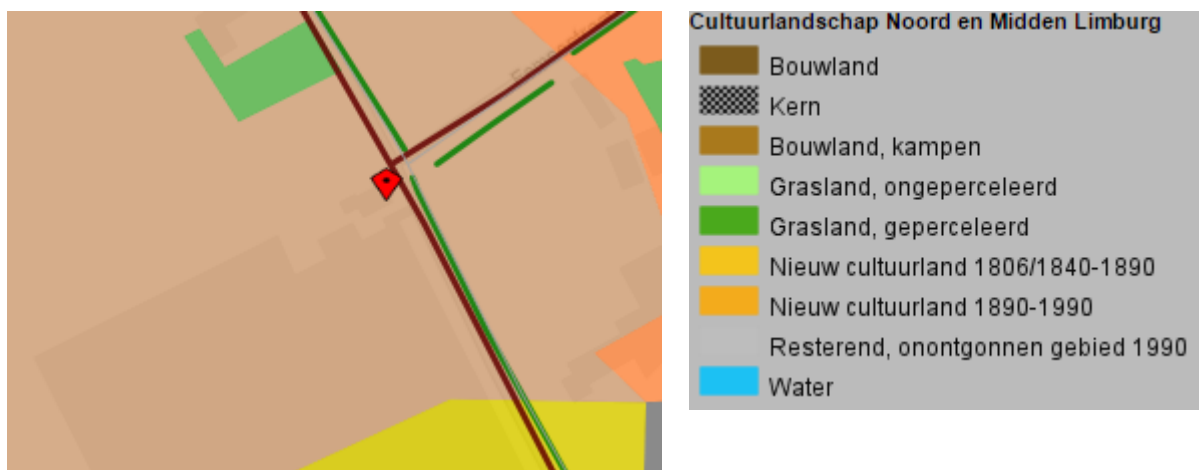 Cultuurlandschap Noord en Midden Limburg
Bouwland
Kern
Bouwland, kampen
Grasland, ongeperceleerd
Grasland, geperceleerd
Nieuw cultuurland 1806/1840-1890
Nieuw cultuurland 1890-1990
Resterend, onontgonnen gebied 1990
Water